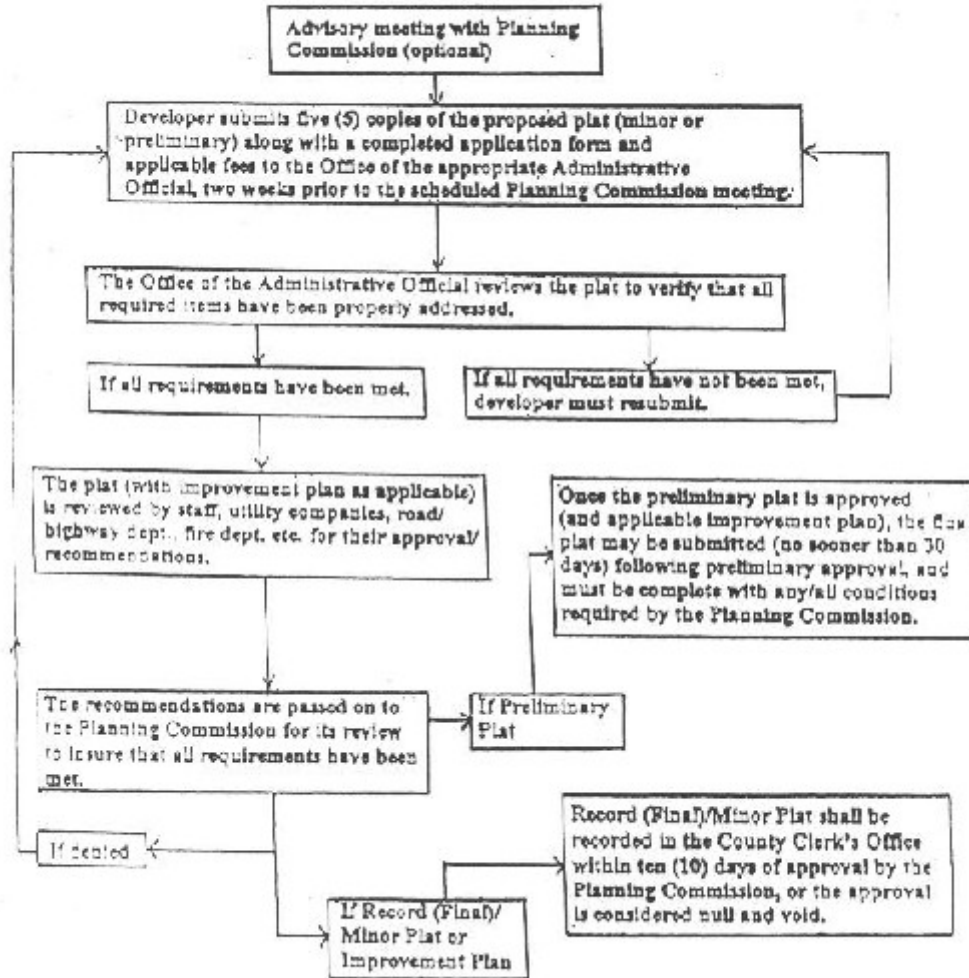 Advisory meeting with Planning
Commission (optional)
Developer submits five (5) copies of the proposed plat (minor or
preliminary) along with a completed application form and
applicable fees to the Office of the appropriate Administrative
Official, two weeks prior to the scheduled Planning Commission meeting.
The Office of the Administrative Official reviews the plat to verify that all
required items have been properly addressed.
If all requirements have been met.
If all requirements have not been met,
developer must resubmit.
The plat (with improvement plan as applicable)
is reviewed by staff, utility companies, road/
highway dept., fire dept. etc. for their approval/
recommendations.
Once the preliminary plat is approved
(and applicable improvement plan), the
plat may be submitted (no sooner than 30
days) following preliminary approval, and
must be complete with any/all conditions
required by the Planning Commission.
The recommendations are passed on to
the Planning Commission for its review
to insure that all requirements have been
met.
If Preliminary
Plat
If denied
Record (Final)/Minor Plat shall be
recorded in the County Clerk's Office
within ten (10) days of approval by the
Planning Commission, or the approval
is considered null and void.
If Record (Final)/
Minor Plat or
Improvement Plan